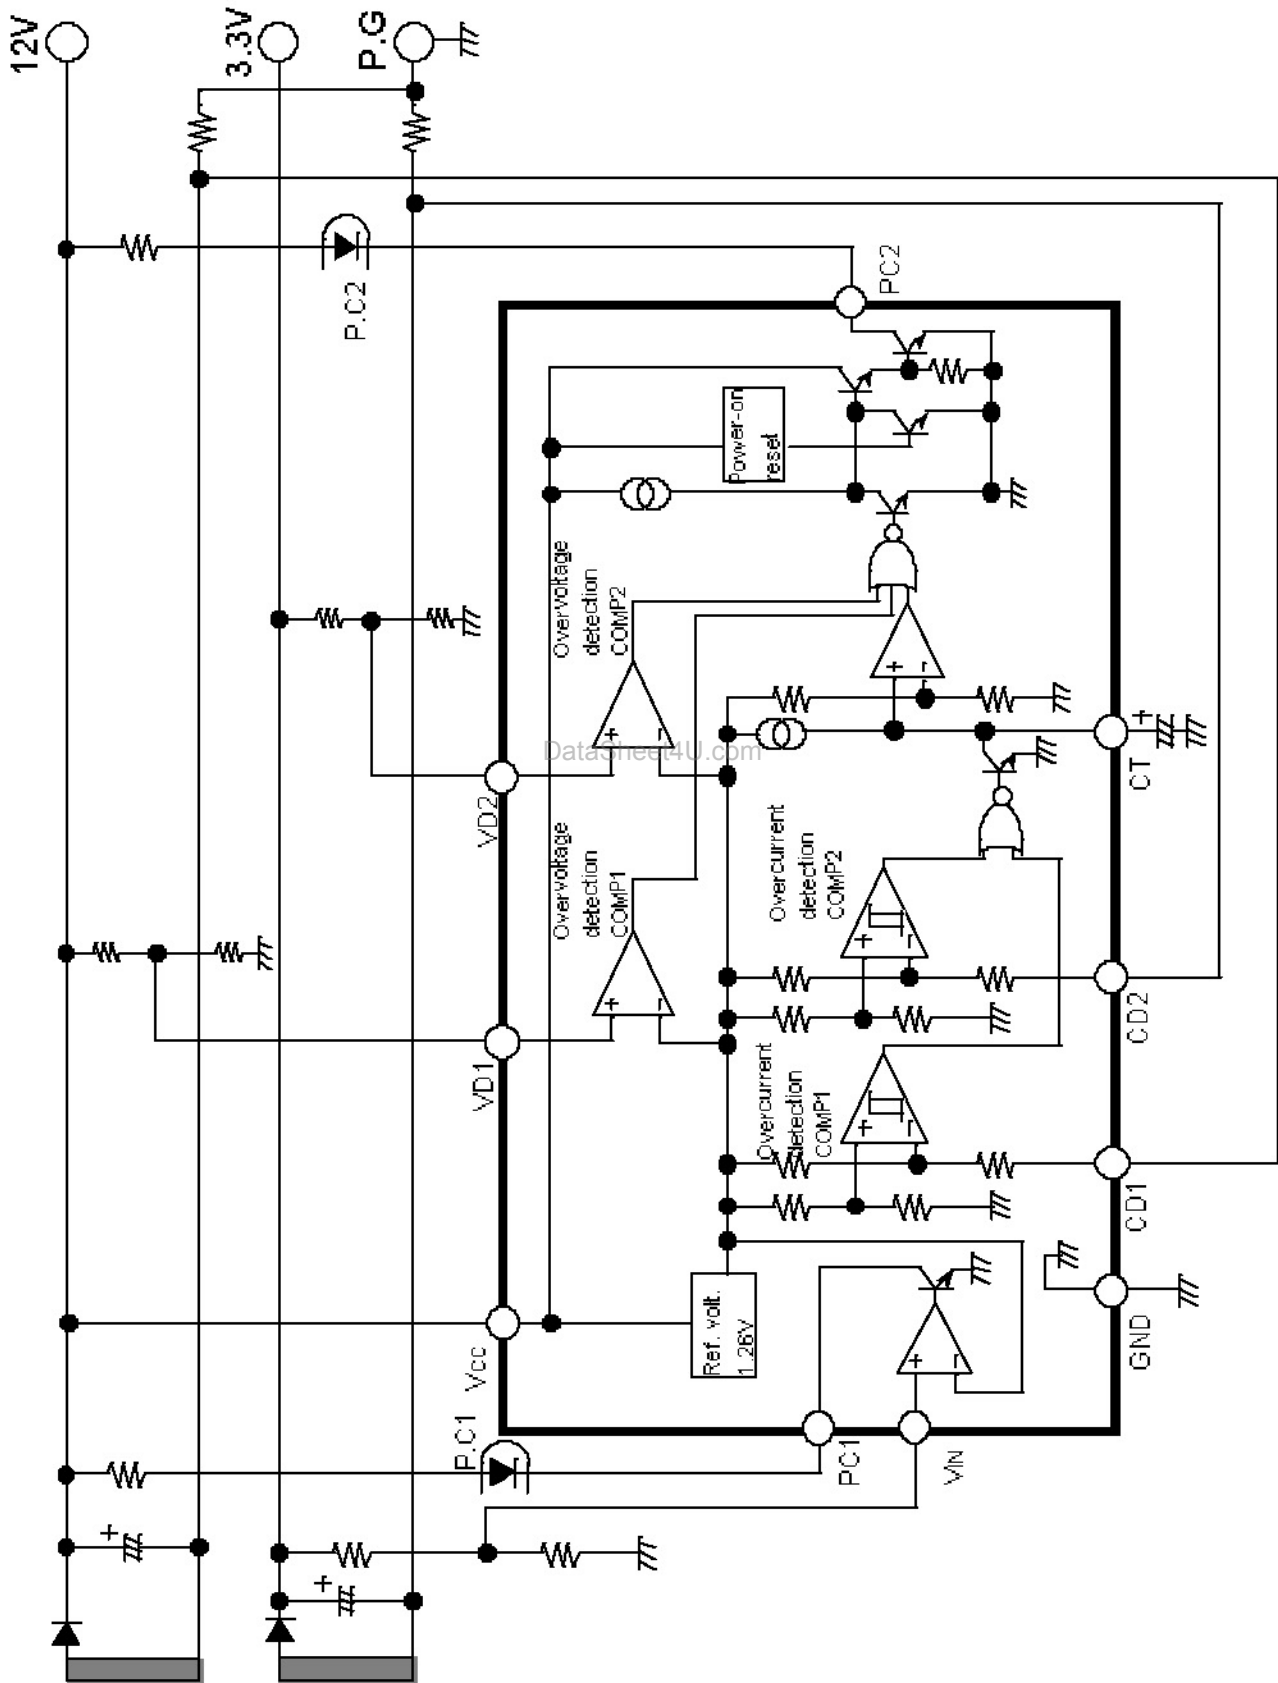 12V
3.3V
P.G
P.C2
PC2
Power-on
reset
Overvoltage
detection
COMP2
VD2
DataSheet4U.com
Overvoltage
detection
COMP1
VD1
Overcurrent
detection
COMP2
CT
+
CD2
Overcurrent
detection
COMP1
CD1
GND
Vcc
Ref. volt.
1.26V
P.C1
PC1
VIN
+
-
+
-
+
-
+
-
+
-
+
-
+
+